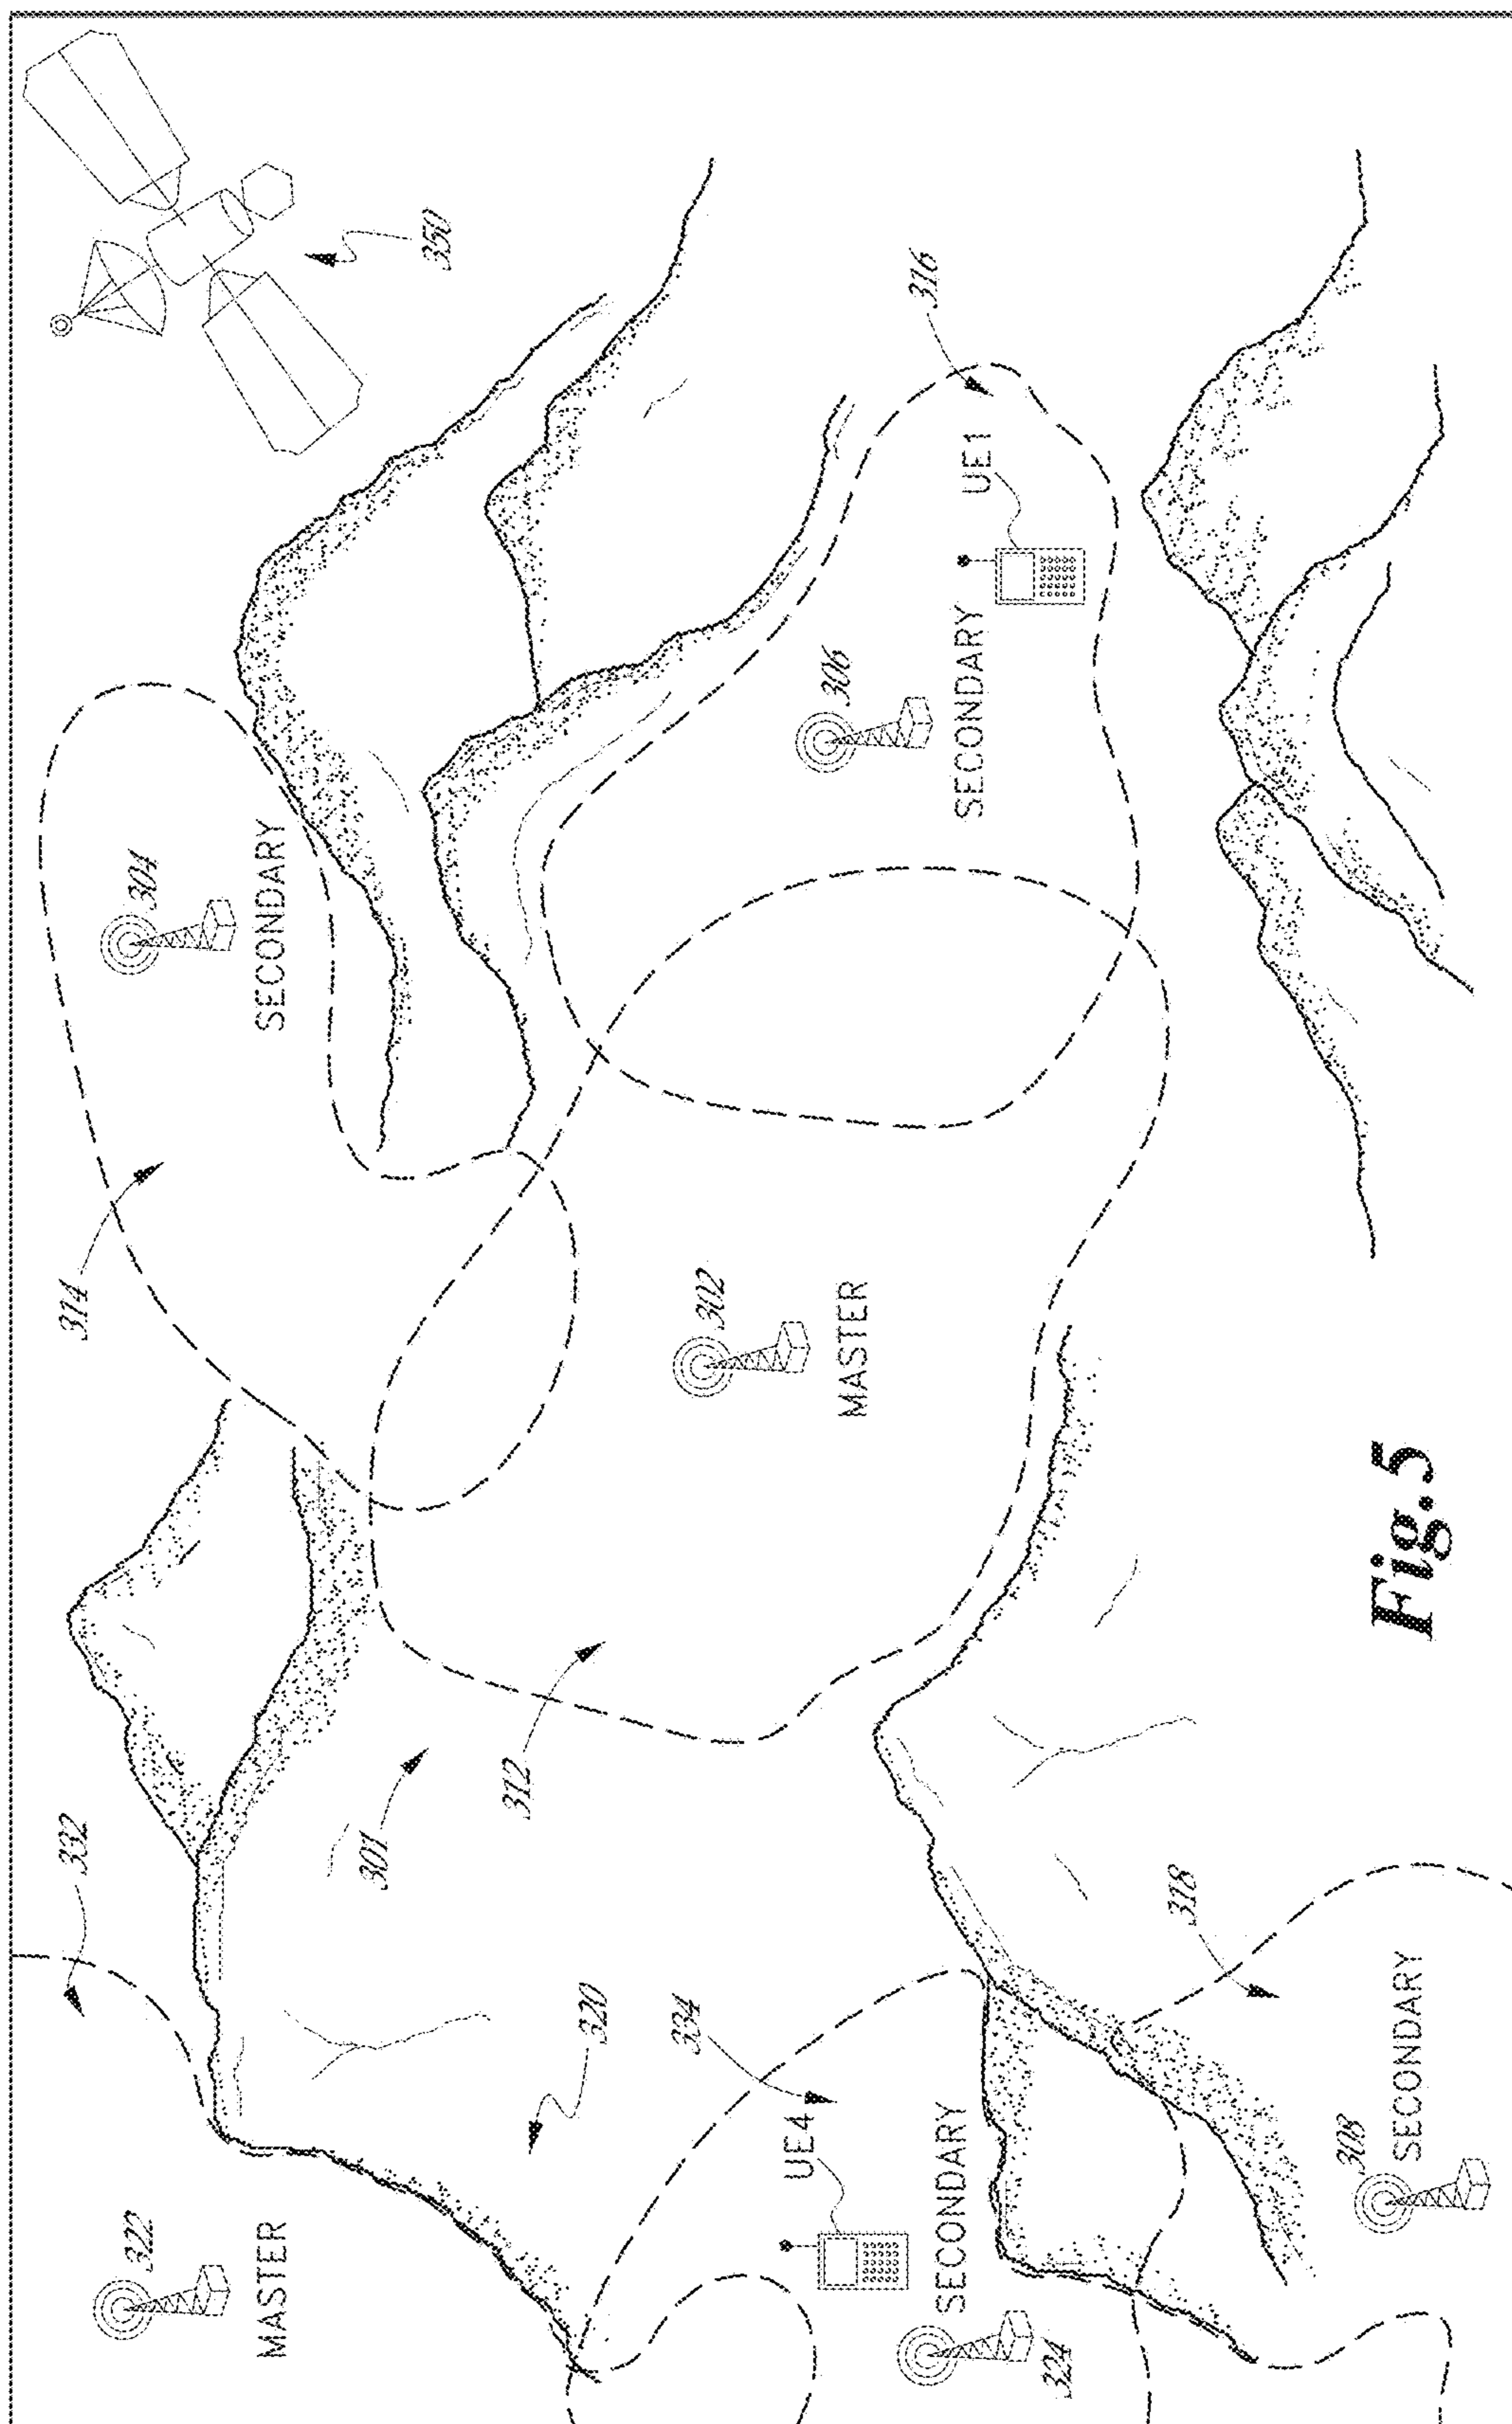 350
316
UE1
306
SECONDARY
304
SECONDARY
314
302
MASTER
312
301
332
320
334
318
UE4
322
MASTER
SECONDARY
324
308
SECONDARY
Fig. 5